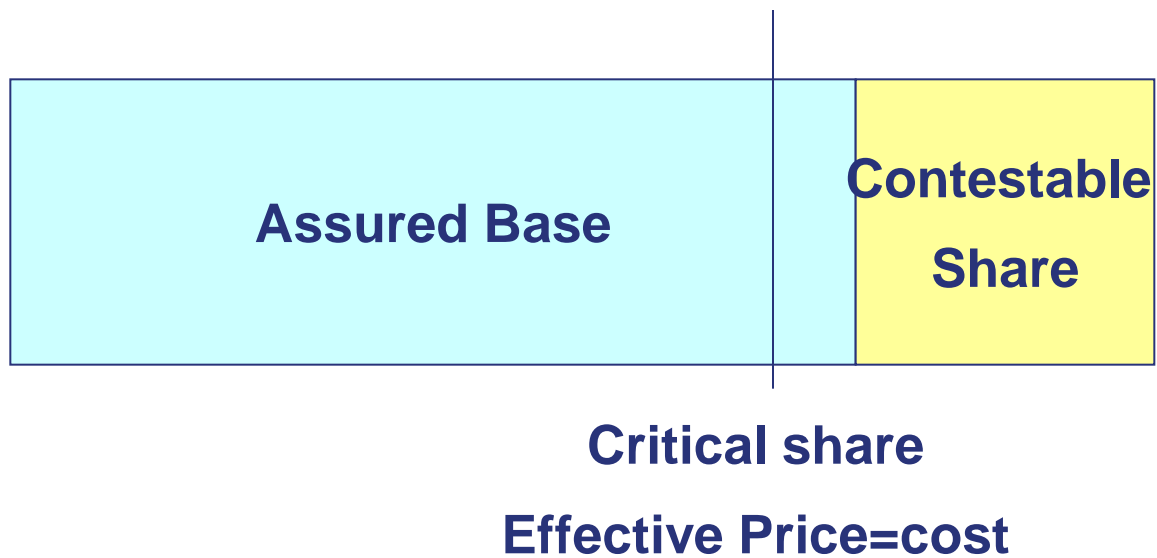 Assured Base
Contestable
Share
Critical share
Effective Price=cost